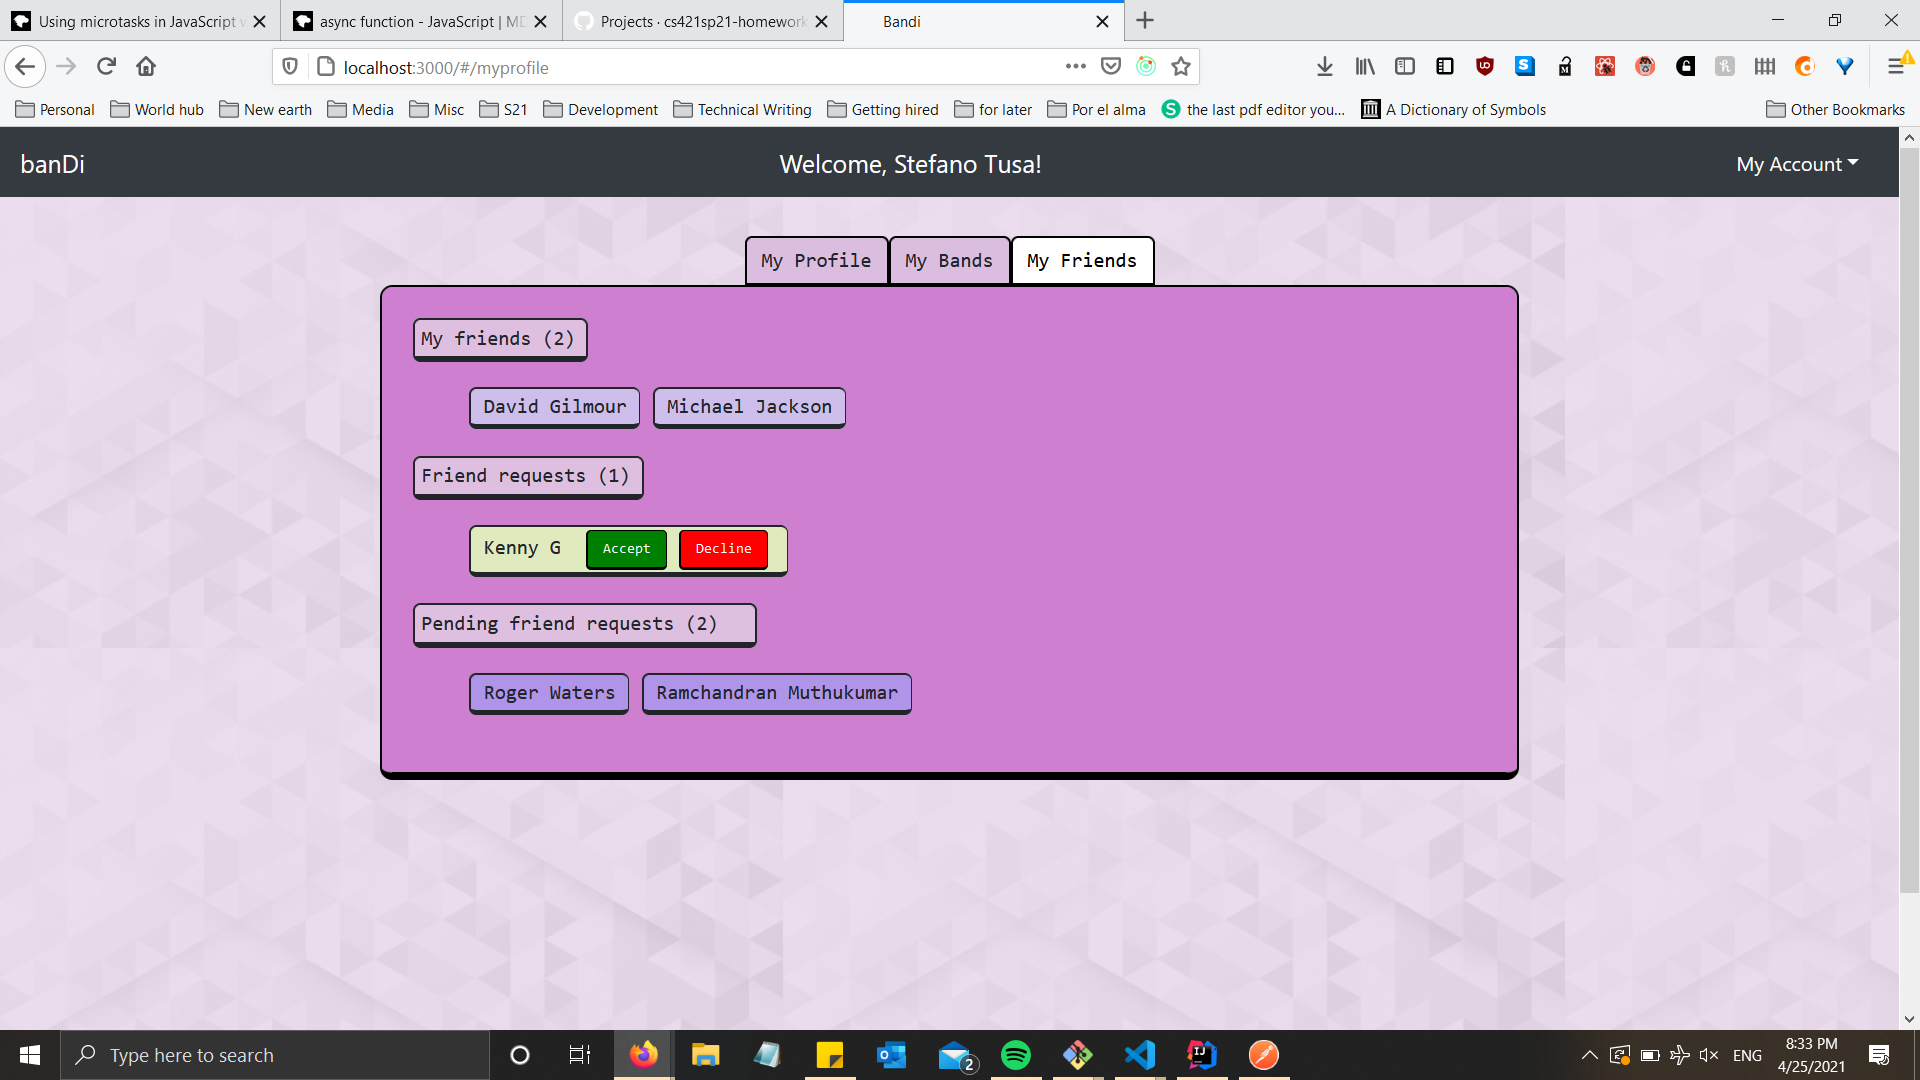 Using microtasks in JavaScript w
async function - JavaScript | MD
Projects · cs421sp21-homework
Bandi
localhost:3000/#/myprofile
Personal
World hub
New earth
Media
Misc
S21
Development
Technical Writing
Getting hired
for later
Por el alma
the last pdf editor you...
A Dictionary of Symbols
Other Bookmarks
banDi
Welcome, Stefano Tusa!
My Account
My Profile
My Bands
My Friends
My friends (2)
David Gilmour
Michael Jackson
Friend requests (1)
Kenny G
Accept
Decline
Pending friend requests (2)
Roger Waters
Ramchandran Muthukumar
Type here to search
2
ENG
8:33 PM
4/25/2021